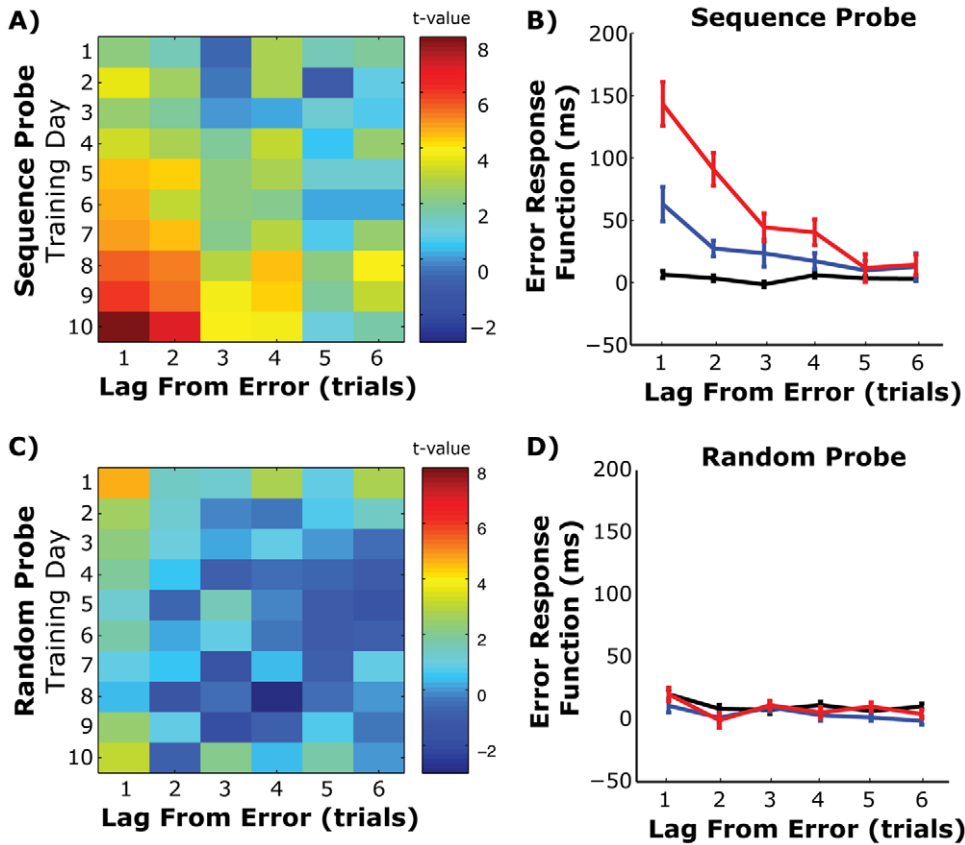 A)
t-value
Sequence Probe
Training Day
1
2
3
4
5
6
7
8
9
10
1 2 3 4 5 6
Lag From Error (trials)
8
6
4
2
0
−2
B)
Sequence Probe
Error Response
Function (ms)
200
150
100
50
0
−50
1 2 3 4 5 6
Lag From Error (trials)
C)
t-value
Random Probe
Training Day
1
2
3
4
5
6
7
8
9
10
1 2 3 4 5 6
Lag From Error (trials)
8
6
4
2
0
−2
D)
Random Probe
Error Response
Function (ms)
200
150
100
50
0
−50
1 2 3 4 5 6
Lag From Error (trials)